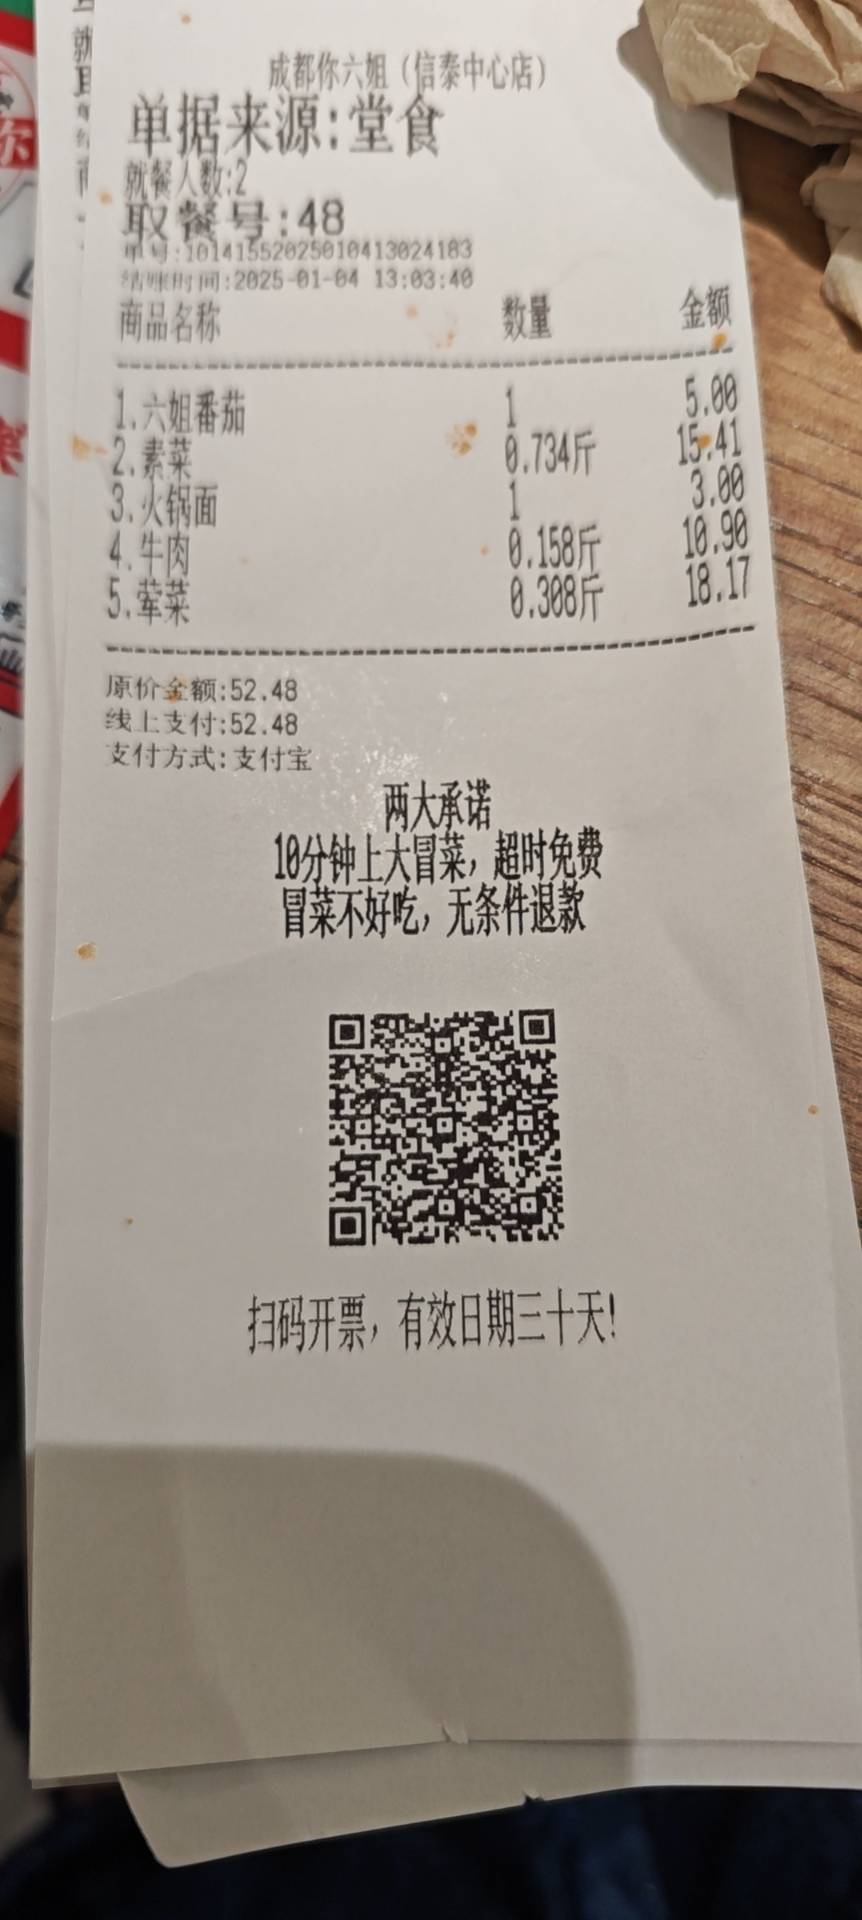 成都你六姐（信泰中心店）
单据来源:堂食
就餐人数:2
取餐号:48
单号:10141552025010413024183
结账时间:2025-01-04 13:03:40
商品名称 数量 金额
1.六姐番茄 1 5.00
2.素菜 0.734斤 15.41
3.火锅面 1 3.00
4.牛肉 0.158斤 10.90
5.荤菜 0.308斤 18.17
原价金额:52.48
线上支付:52.48
支付方式:支付宝
两大承诺
10分钟上大冒菜，超时免费
冒菜不好吃，无条件退款
扫码开票，有效日期三十天!